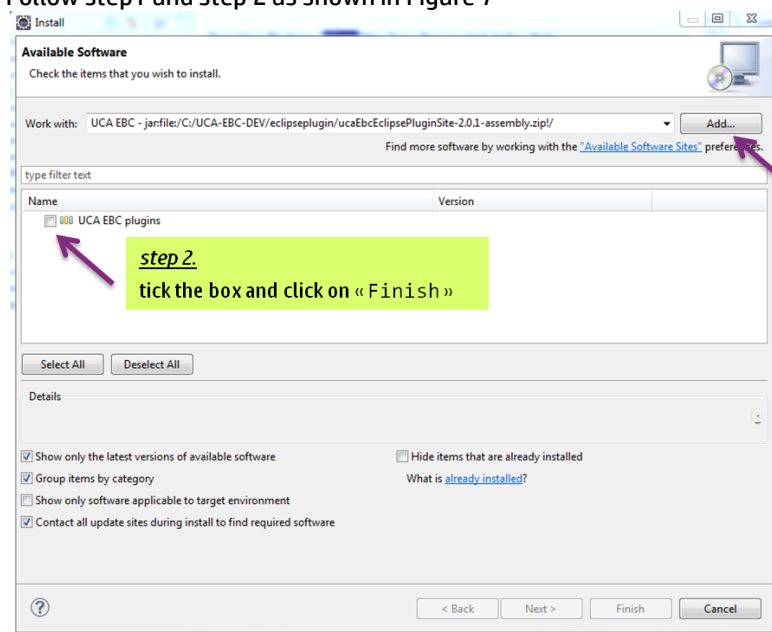 Follow step1 and step 2 as shown in Figure 7
Install
Available Software
Check the items that you wish to install.
Work with: UCA EBC - jar:file:/C:/UCA-EBC-DEV/eclipseplugin/ucaEbcEclipsePluginSite-2.0.1-assembly.zip!/ Add...
Find more software by working with the "Available Software Sites" preferences.
type filter text
Name Version
UCA EBC plugins
step 2.
tick the box and click on « Finish »
Select All Deselect All
Details
Show only the latest versions of available software Hide items that are already installed
Group items by category What is already installed?
Show only software applicable to target environment
Contact all update sites during install to find required software
? < Back Next > Finish Cancel